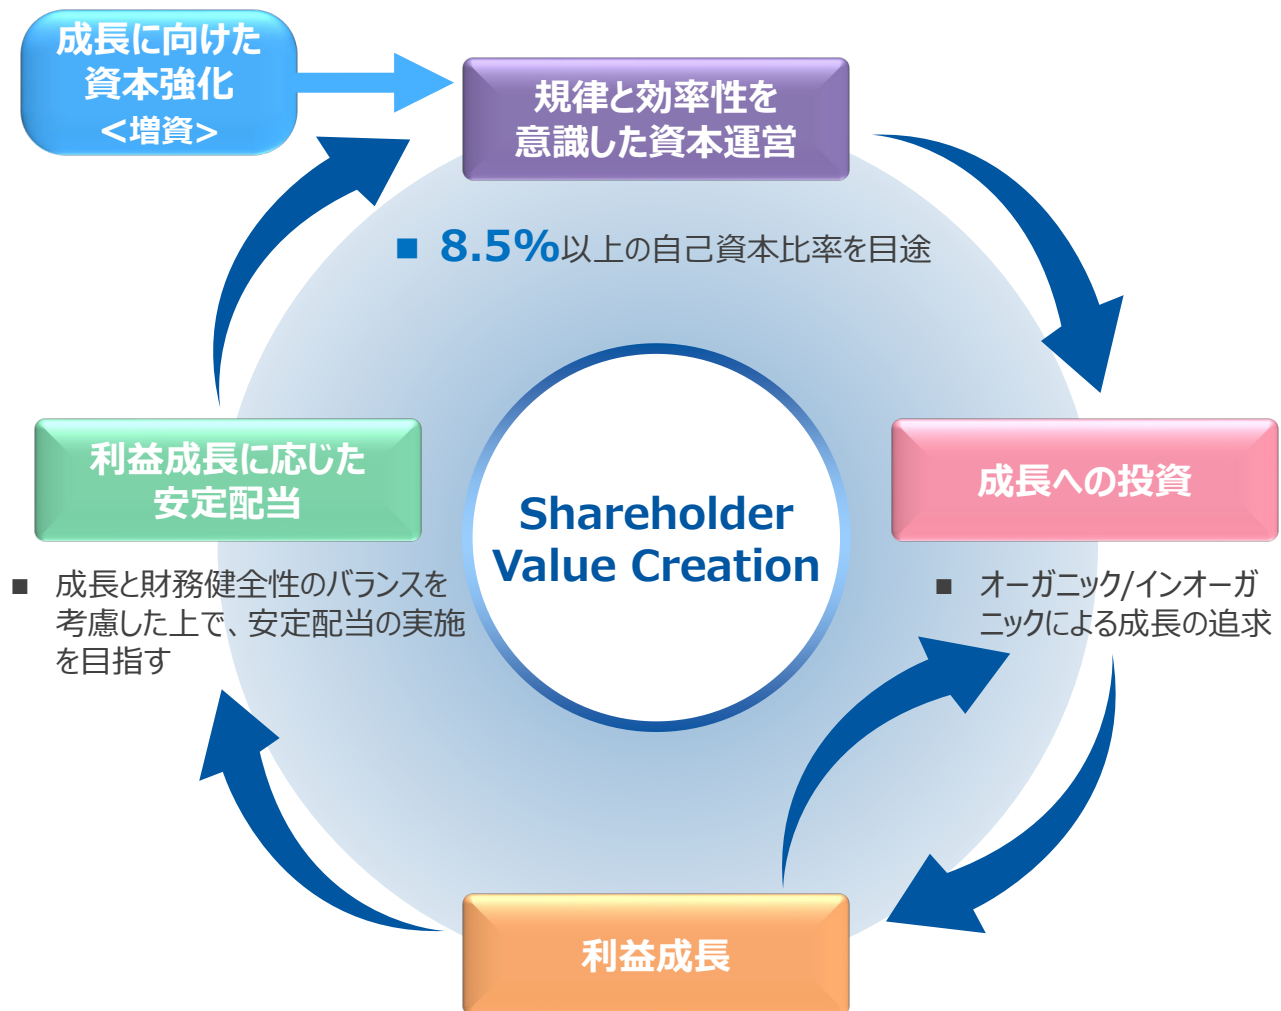 成長に向けた
資本強化
<増資>
規律と効率性を
意識した資本運営
■ 8.5%以上の自己資本比率を目途
利益成長に応じた
安定配当
■ 成長と財務健全性のバランスを
考慮した上で、安定配当の実施
を目指す
Shareholder
Value Creation
成長への投資
■ オーガニック/インオーガ
ニックによる成長の追求
利益成長